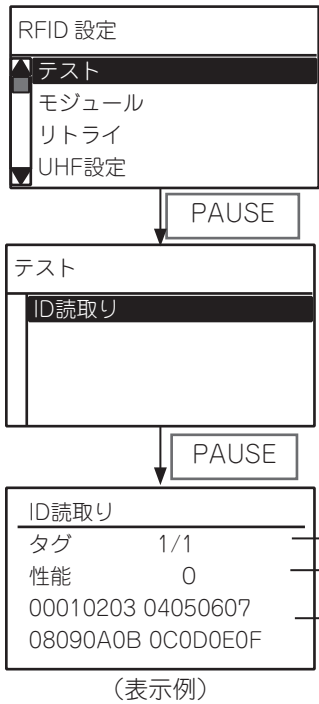 RFID 設定
テスト
モジュール
リトライ
UHF設定
PAUSE
テスト
ID読取り
PAUSE
ID読取り
タグ 1/1
性能 0
00010203 04050607
08090A0B 0C0D0E0F
（表示例）